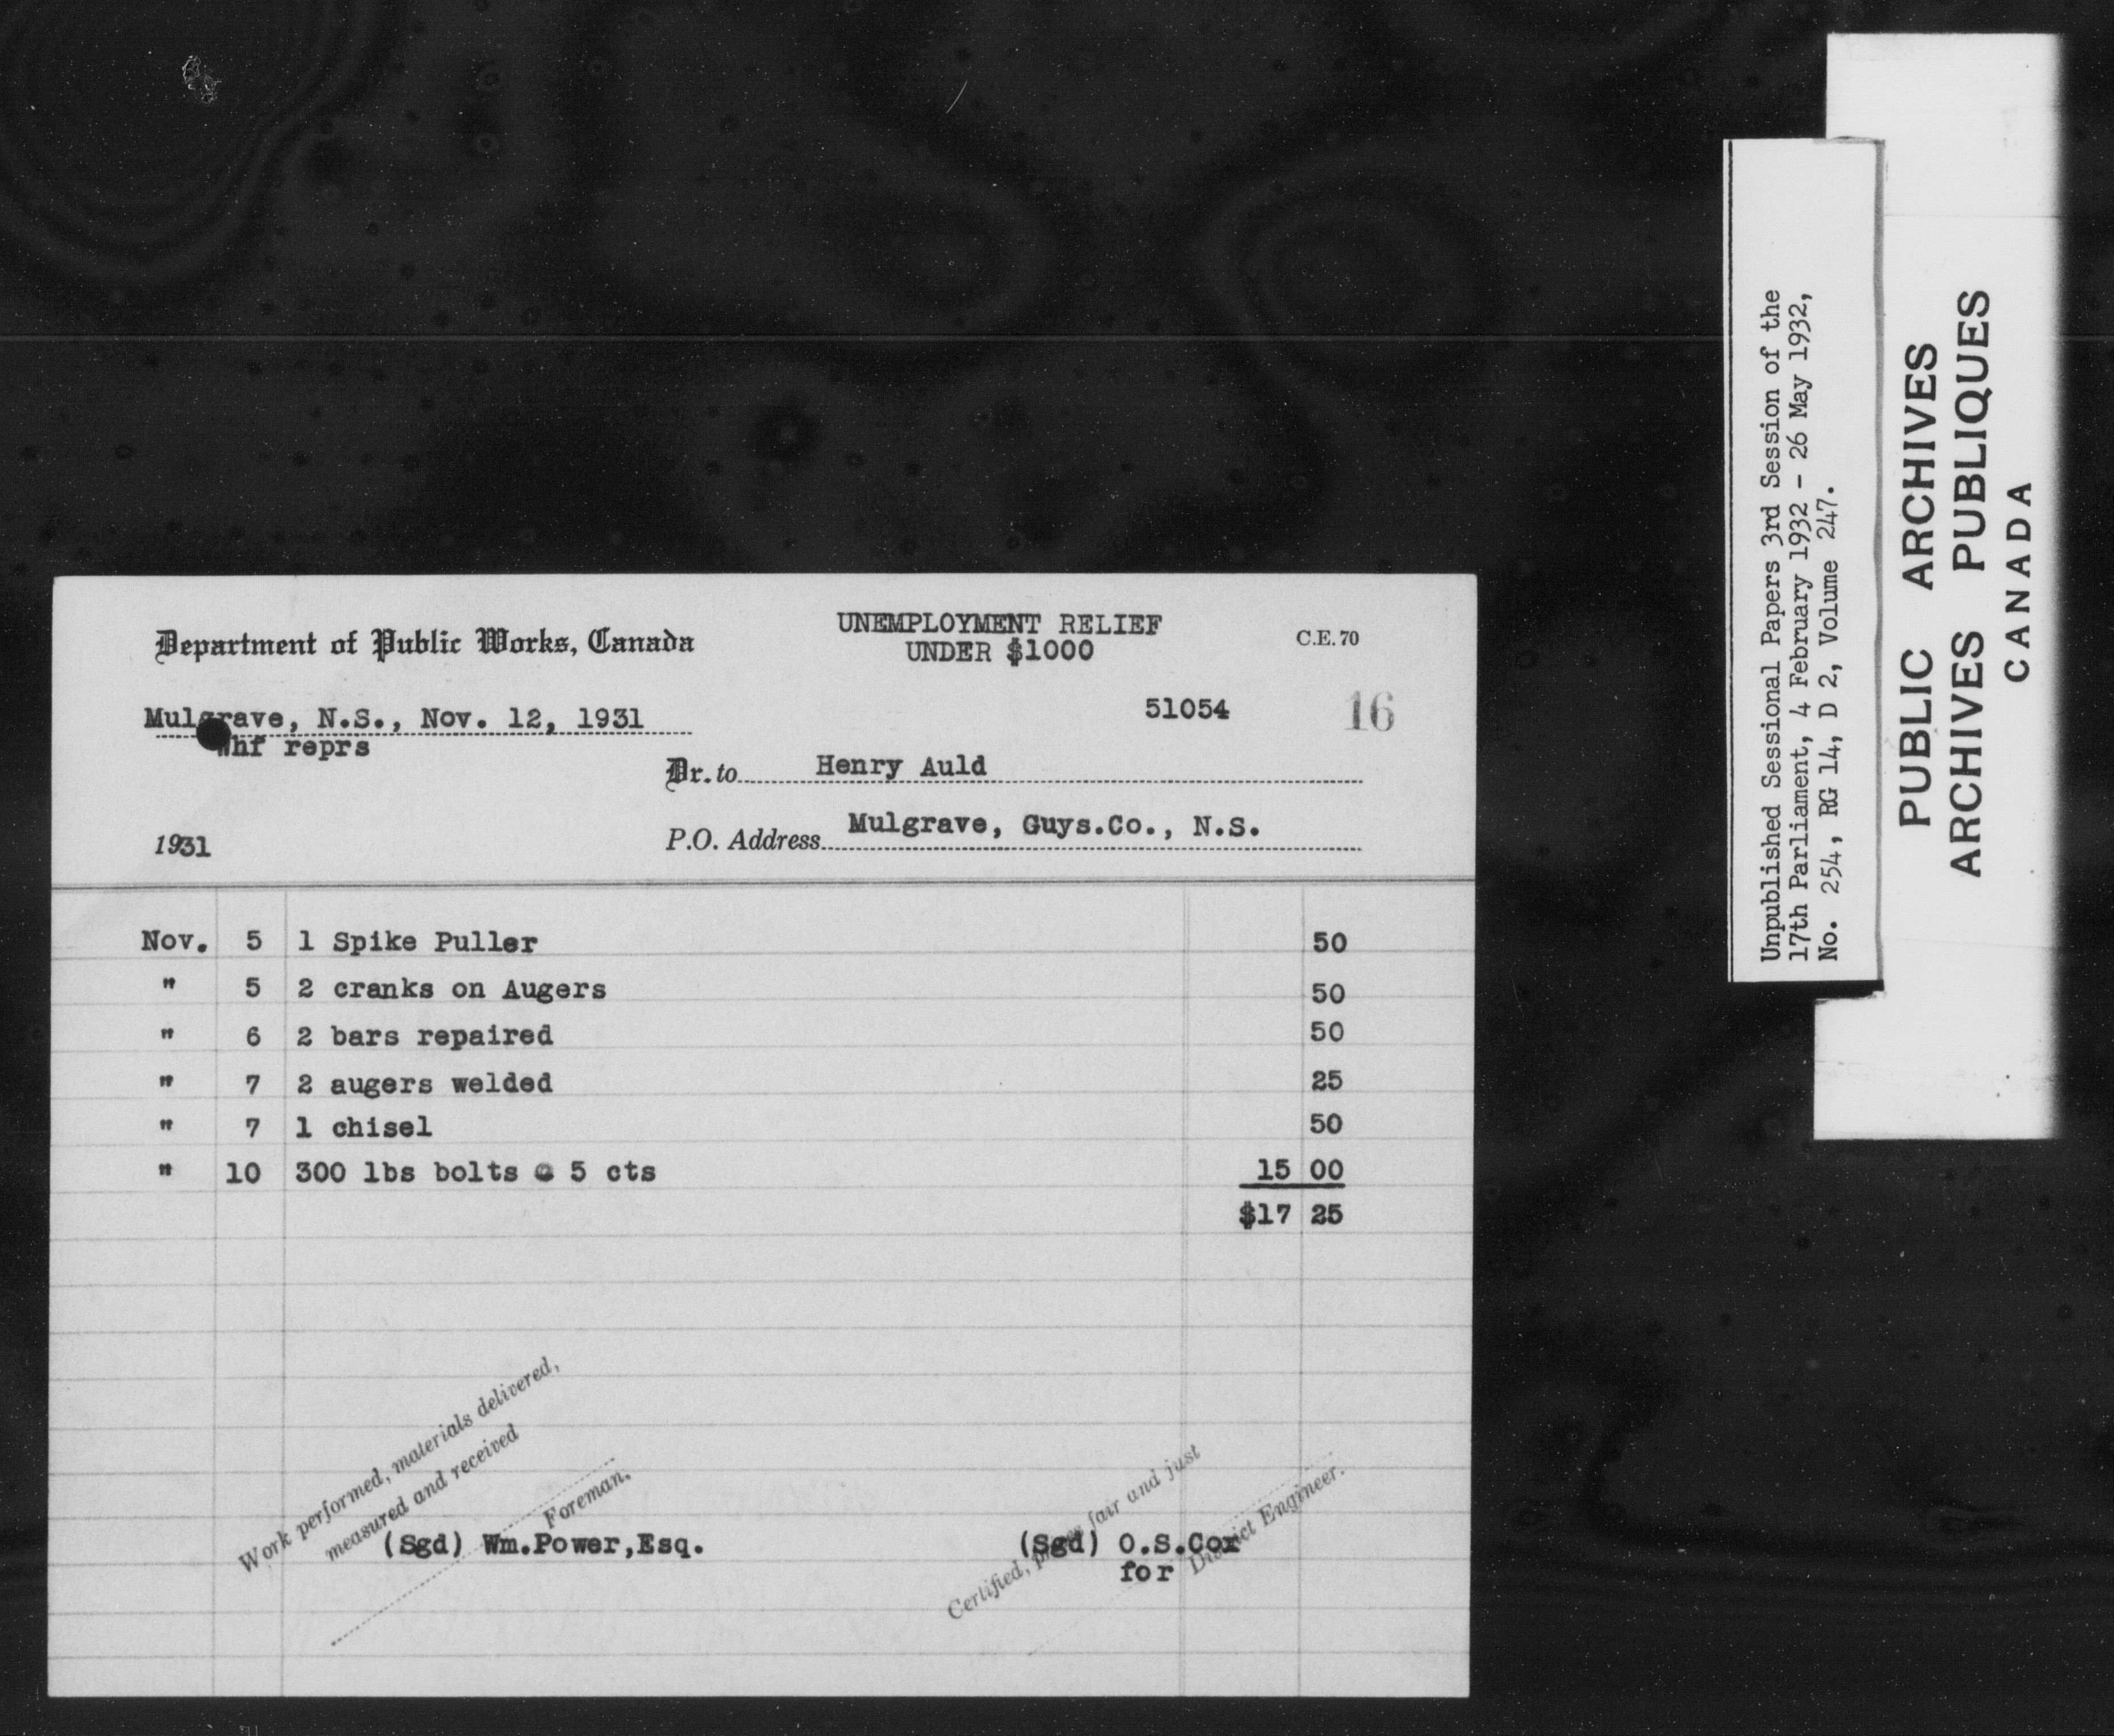 Department of Public Works, Canada
UNEMPLOYMENT RELIEF
UNDER $1000
C.E. 70
Mulgrave, N.S., Nov. 12, 1931
51054
16
Whf reprs
Dr. to Henry Auld
P.O. Address Mulgrave, Guys.Co., N.S.
1931
Nov. 5 1 Spike Puller 50
" 5 2 cranks on Augers 50
" 6 2 bars repaired 50
" 7 2 augers welded 25
" 7 1 chisel 50
" 10 300 lbs bolts @ 5 cts 15 00
$17 25
Work performed, materials delivered,
measured and received
Foreman.
(Sgd) Wm.Power,Esq.
Certified, prices fair and just
(Sgd) O.S.Cox
for District Engineer.
Unpublished Sessional Papers 3rd Session of the
17th Parliament, 4 February 1932 - 26 May 1932,
No. 254, RG 14, D 2, Volume 247.
PUBLIC ARCHIVES
ARCHIVES PUBLIQUES
CANADA